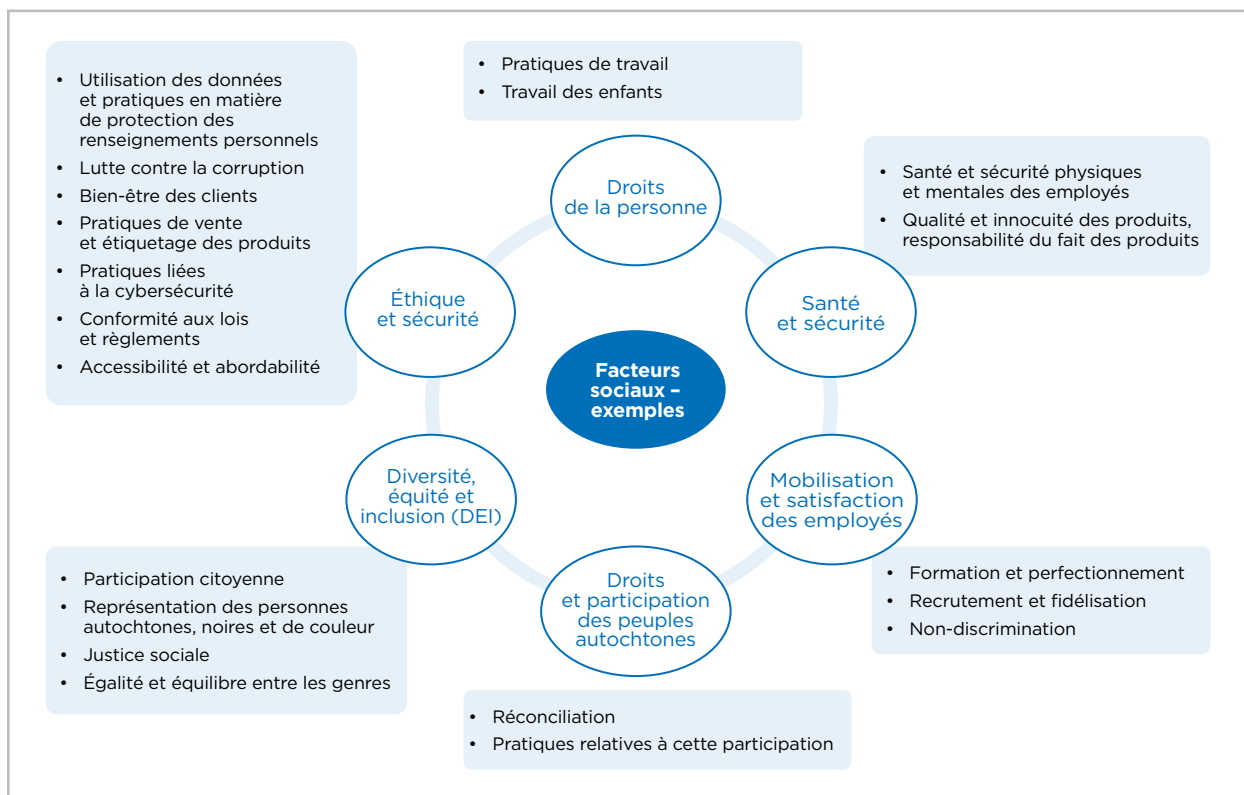 • Utilisation des données
et pratiques en matière
de protection des
renseignements personnels
• Lutte contre la corruption
• Bien-être des clients
• Pratiques de vente
et étiquetage des produits
• Pratiques liées
à la cybersécurité
• Conformité aux lois
et règlements
• Accessibilité et abordabilité
• Pratiques de travail
• Travail des enfants
Droits
de la personne
• Santé et sécurité physiques
et mentales des employés
• Qualité et innocuité des produits,
responsabilité du fait des produits
Éthique
et sécurité
Santé
et sécurité
Facteurs
sociaux –
exemples
Diversité,
équité et
inclusion (DEI)
Mobilisation
et satisfaction
des employés
Droits
et participation
des peuples
autochtones
• Participation citoyenne
• Représentation des personnes
autochtones, noires et de couleur
• Justice sociale
• Égalité et équilibre entre les genres
• Formation et perfectionnement
• Recrutement et fidélisation
• Non-discrimination
• Réconciliation
• Pratiques relatives à cette participation